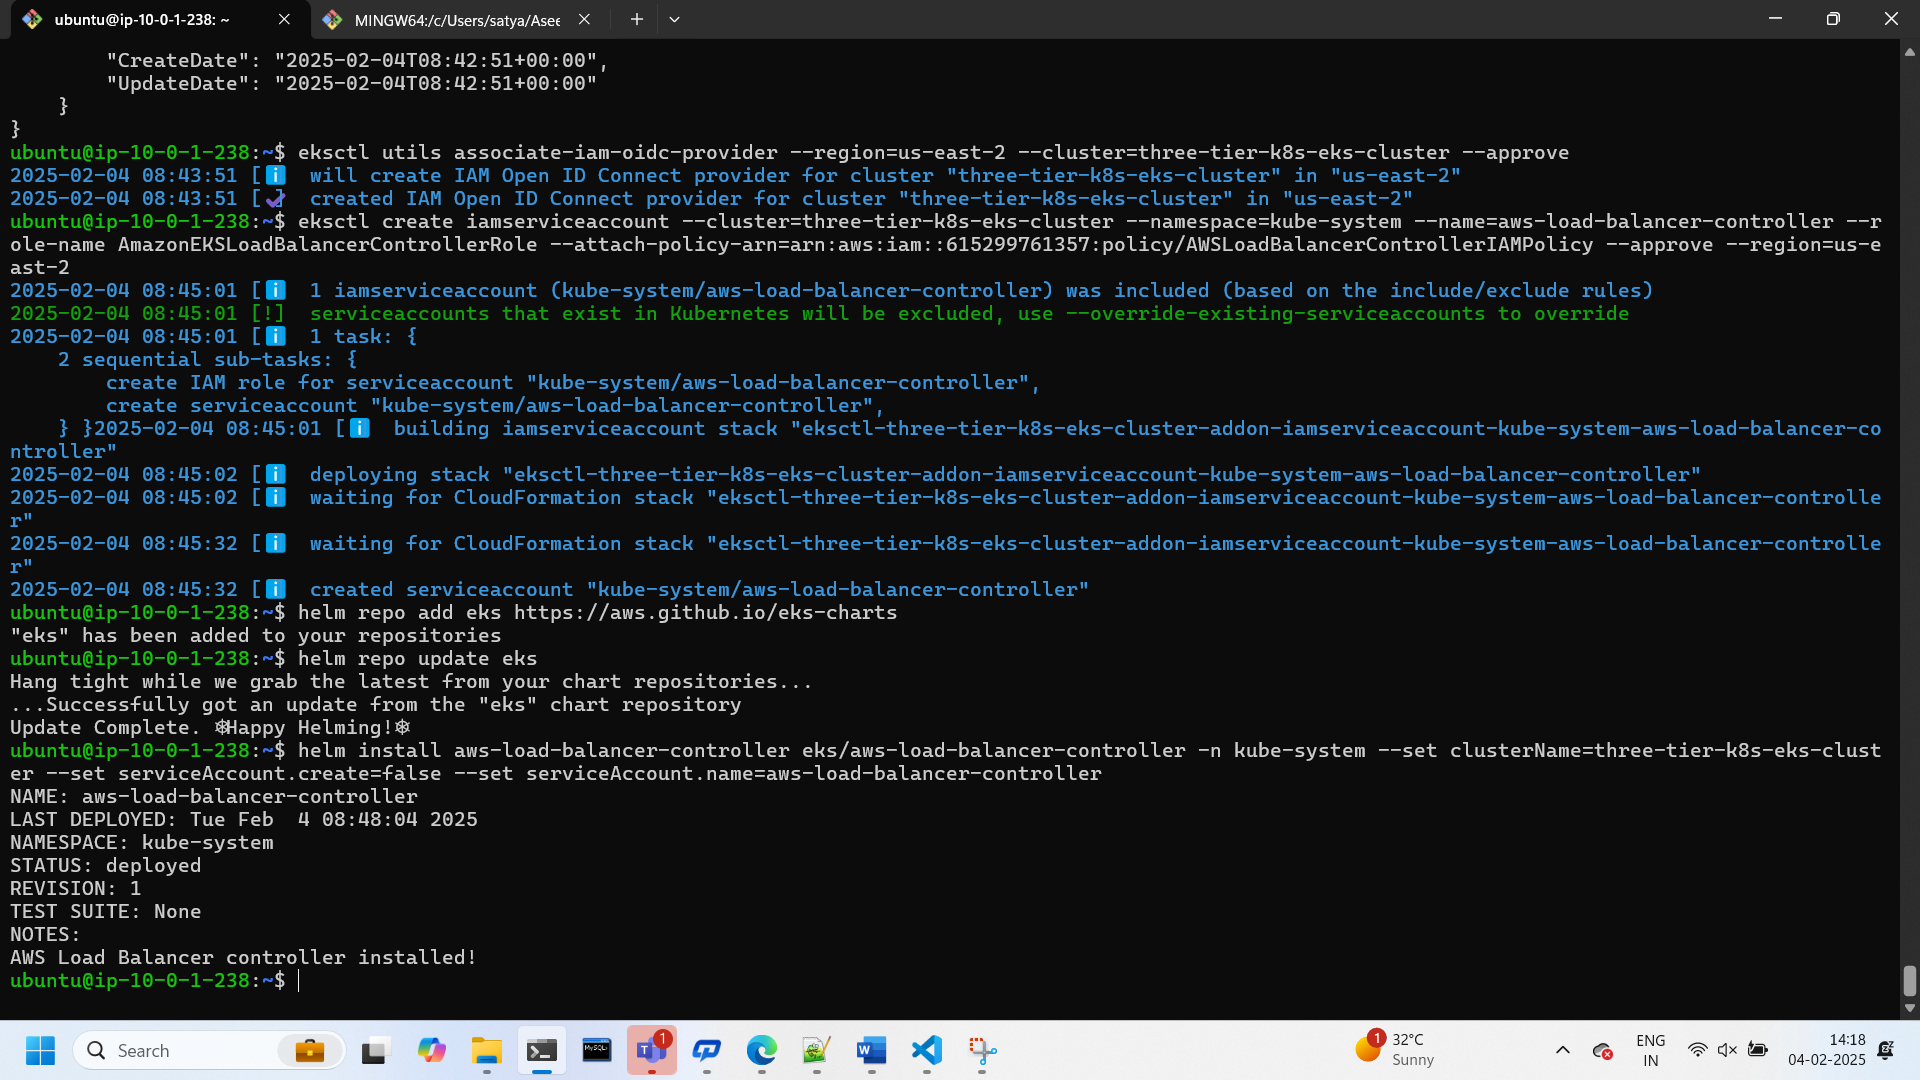 ubuntu@ip-10-0-1-238: ~
MINGW64:/c/Users/satya/Asee
        "CreateDate": "2025-02-04T08:42:51+00:00",
        "UpdateDate": "2025-02-04T08:42:51+00:00"
    }
}
ubuntu@ip-10-0-1-238:~$ eksctl utils associate-iam-oidc-provider --region=us-east-2 --cluster=three-tier-k8s-eks-cluster --approve
2025-02-04 08:43:51 [ℹ]  will create IAM Open ID Connect provider for cluster "three-tier-k8s-eks-cluster" in "us-east-2"
2025-02-04 08:43:51 [✔]  created IAM Open ID Connect provider for cluster "three-tier-k8s-eks-cluster" in "us-east-2"
ubuntu@ip-10-0-1-238:~$ eksctl create iamserviceaccount --cluster=three-tier-k8s-eks-cluster --namespace=kube-system --name=aws-load-balancer-controller --r
ole-name AmazonEKSLoadBalancerControllerRole --attach-policy-arn=arn:aws:iam::615299761357:policy/AWSLoadBalancerControllerIAMPolicy --approve --region=us-e
ast-2
2025-02-04 08:45:01 [ℹ]  1 iamserviceaccount (kube-system/aws-load-balancer-controller) was included (based on the include/exclude rules)
2025-02-04 08:45:01 [!]  serviceaccounts that exist in Kubernetes will be excluded, use --override-existing-serviceaccounts to override
2025-02-04 08:45:01 [ℹ]  1 task: {
    2 sequential sub-tasks: {
        create IAM role for serviceaccount "kube-system/aws-load-balancer-controller",
        create serviceaccount "kube-system/aws-load-balancer-controller",
    } }2025-02-04 08:45:01 [ℹ]  building iamserviceaccount stack "eksctl-three-tier-k8s-eks-cluster-addon-iamserviceaccount-kube-system-aws-load-balancer-co
ntroller"
2025-02-04 08:45:02 [ℹ]  deploying stack "eksctl-three-tier-k8s-eks-cluster-addon-iamserviceaccount-kube-system-aws-load-balancer-controller"
2025-02-04 08:45:02 [ℹ]  waiting for CloudFormation stack "eksctl-three-tier-k8s-eks-cluster-addon-iamserviceaccount-kube-system-aws-load-balancer-controlle
r"
2025-02-04 08:45:32 [ℹ]  waiting for CloudFormation stack "eksctl-three-tier-k8s-eks-cluster-addon-iamserviceaccount-kube-system-aws-load-balancer-controlle
r"
2025-02-04 08:45:32 [ℹ]  created serviceaccount "kube-system/aws-load-balancer-controller"
ubuntu@ip-10-0-1-238:~$ helm repo add eks https://aws.github.io/eks-charts
"eks" has been added to your repositories
ubuntu@ip-10-0-1-238:~$ helm repo update eks
Hang tight while we grab the latest from your chart repositories...
...Successfully got an update from the "eks" chart repository
Update Complete. ⎈Happy Helming!⎈
ubuntu@ip-10-0-1-238:~$ helm install aws-load-balancer-controller eks/aws-load-balancer-controller -n kube-system --set clusterName=three-tier-k8s-eks-clust
er --set serviceAccount.create=false --set serviceAccount.name=aws-load-balancer-controller
NAME: aws-load-balancer-controller
LAST DEPLOYED: Tue Feb  4 08:48:04 2025
NAMESPACE: kube-system
STATUS: deployed
REVISION: 1
TEST SUITE: None
NOTES:
AWS Load Balancer controller installed!
ubuntu@ip-10-0-1-238:~$
Search
MySQL
1
1
32°C
Sunny
ENG
IN
14:18
04-02-2025